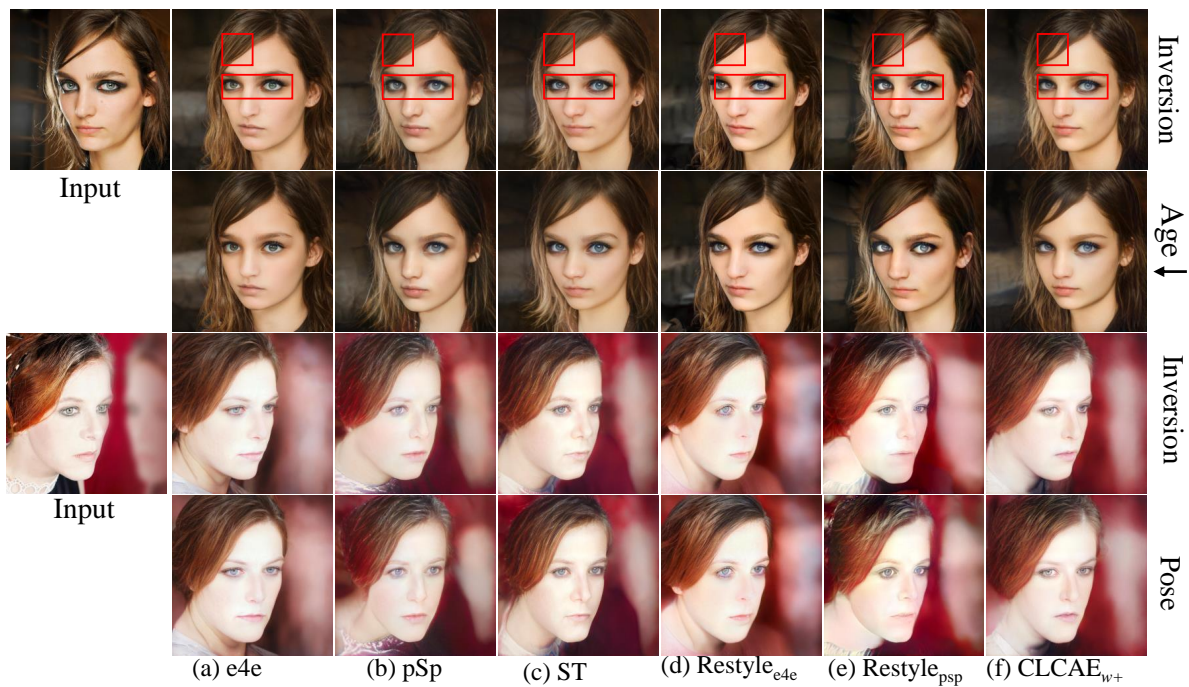 Inversion
Input
Age ↓
Inversion
Input
Pose
(a) e4e
(b) pSp
(c) ST
(d) Restyle_e4e
(e) Restyle_psp
(f) CLCAE_w+